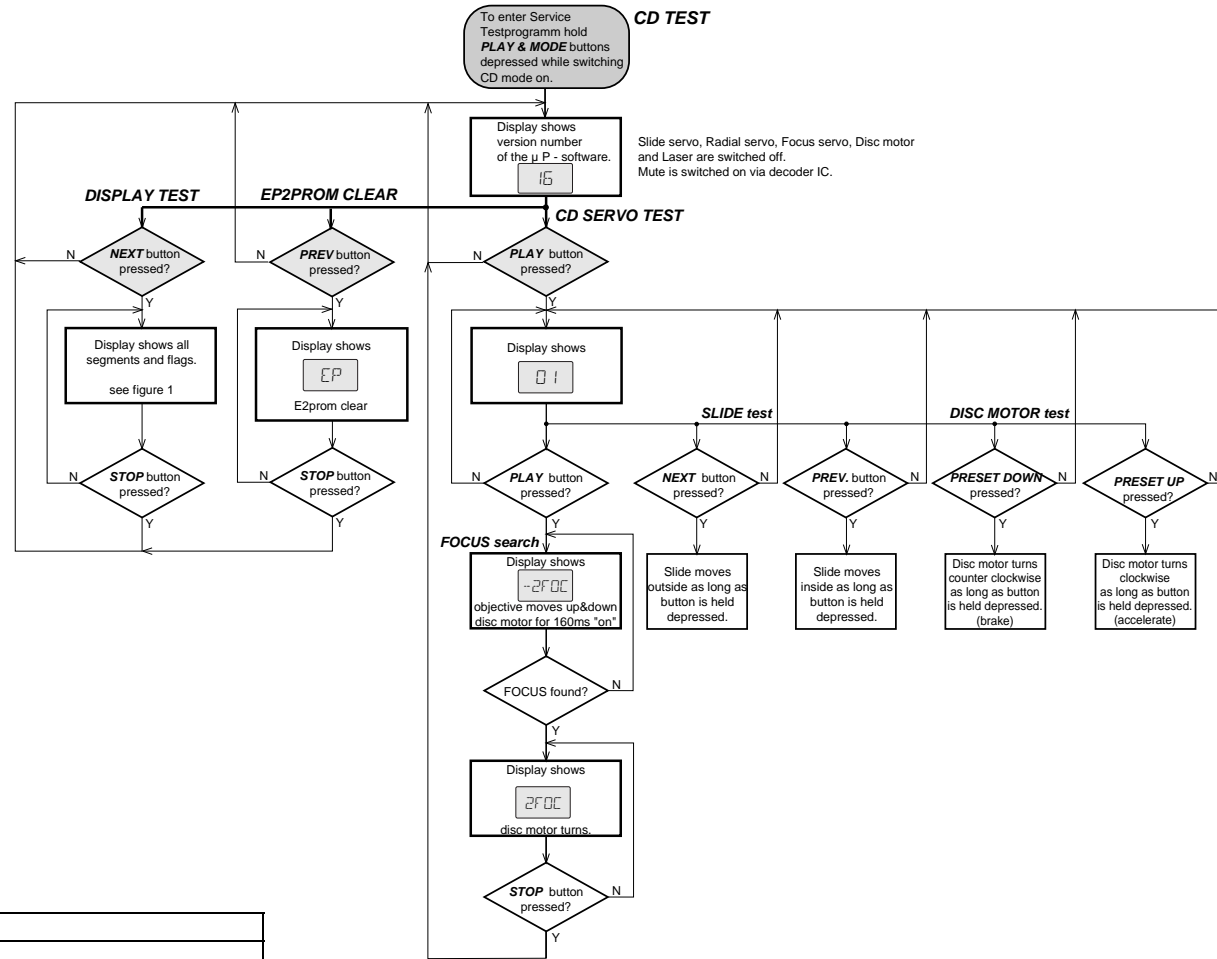 To enter Service
Testprogramm hold
PLAY & MODE buttons
depressed while switching
CD mode on.
CD TEST
Display shows
version number
of the µ P - software.
16
Slide servo, Radial servo, Focus servo, Disc motor
and Laser are switched off.
Mute is switched on via decoder IC.
DISPLAY TEST
EP2PROM CLEAR
CD SERVO TEST
N
NEXT button
pressed?
Y
N
PREV button
pressed?
Y
N
PLAY button
pressed?
Y
Display shows all
segments and flags.
see figure 1
Display shows
EP
E2prom clear
Display shows
01
SLIDE test
DISC MOTOR test
N
STOP button
pressed?
Y
N
STOP button
pressed?
Y
N
PLAY button
pressed?
Y
NEXT button
pressed?
N
Y
PREV. button
pressed?
N
Y
PRESET DOWN
pressed?
N
Y
PRESET UP
pressed?
N
Y
FOCUS search
Display shows
--2FOC
objective moves up&down
disc motor for 160ms "on"
Slide moves
outside as long as
button is held
depressed.
Slide moves
inside as long as
button is held
depressed.
Disc motor turns
counter clockwise
as long as button
is held depressed.
(brake)
Disc motor turns
clockwise
as long as button
is held depressed.
(accelerate)
FOCUS found?
N
Y
Display shows
2FOC
disc motor turns.
STOP button
pressed?
N
Y